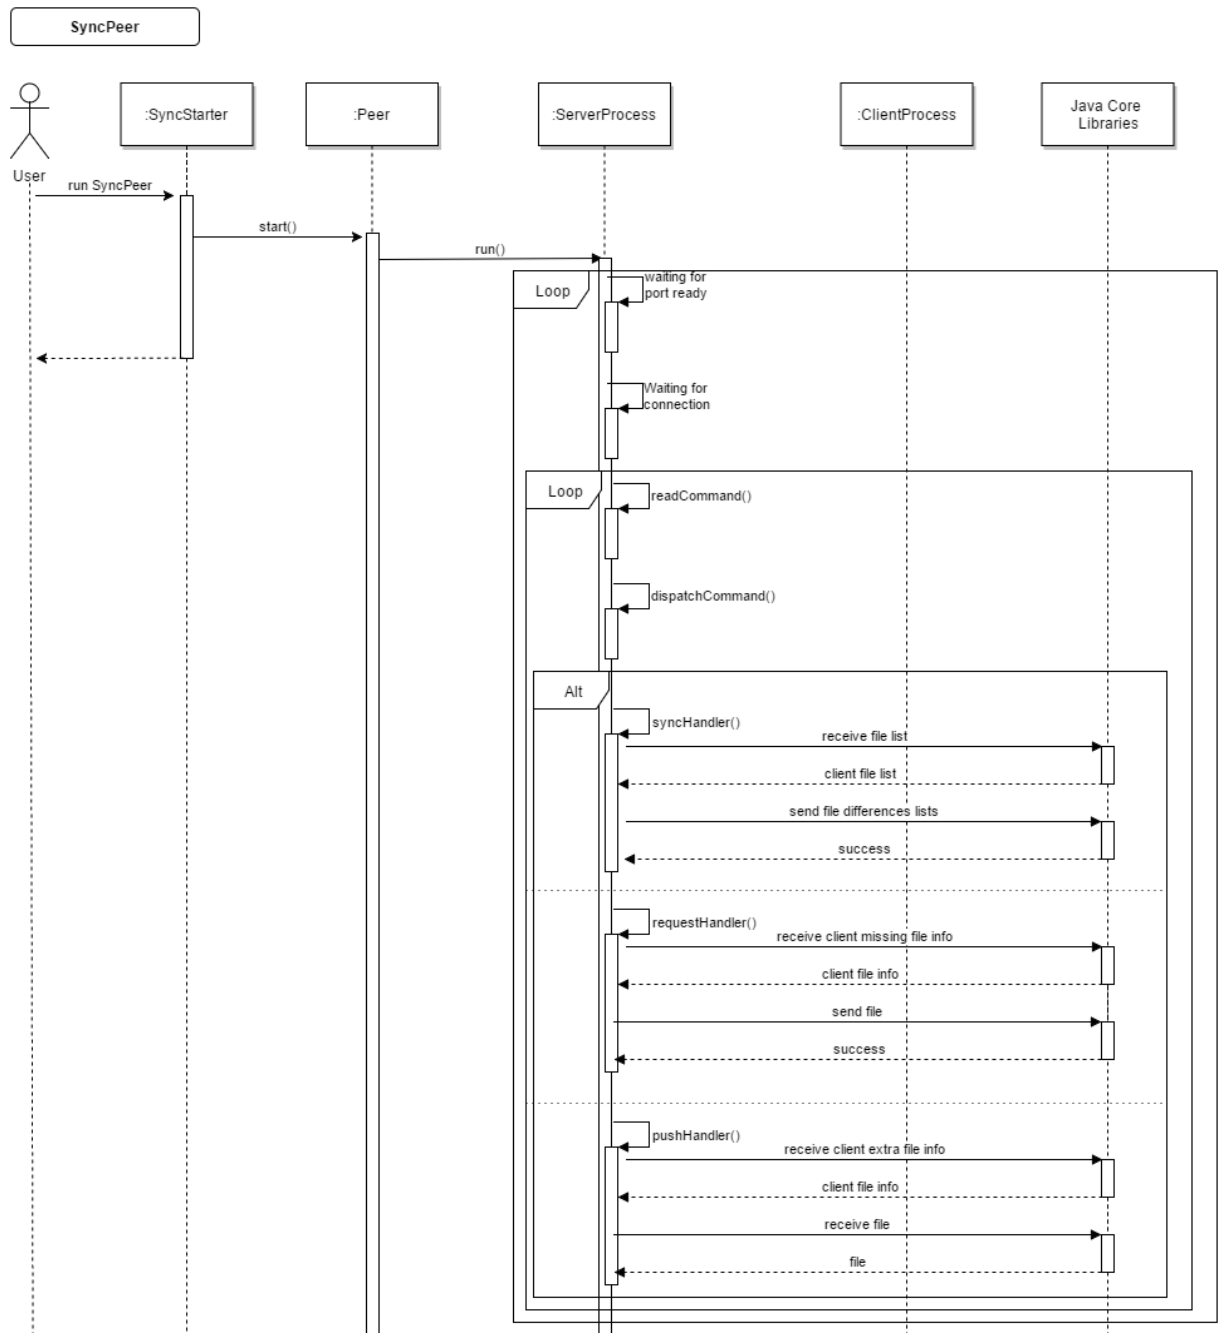 SyncPeer
:SyncStarter
:Peer
:ServerProcess
:ClientProcess
Java Core
Libraries
User
run SyncPeer
start()
run()
Loop
waiting for
port ready
Waiting for
connection
Loop
readCommand()
dispatchCommand()
Alt
syncHandler()
receive file list
client file list
send file differences lists
success
requestHandler()
receive client missing file info
client file info
send file
success
pushHandler()
receive client extra file info
client file info
receive file
file